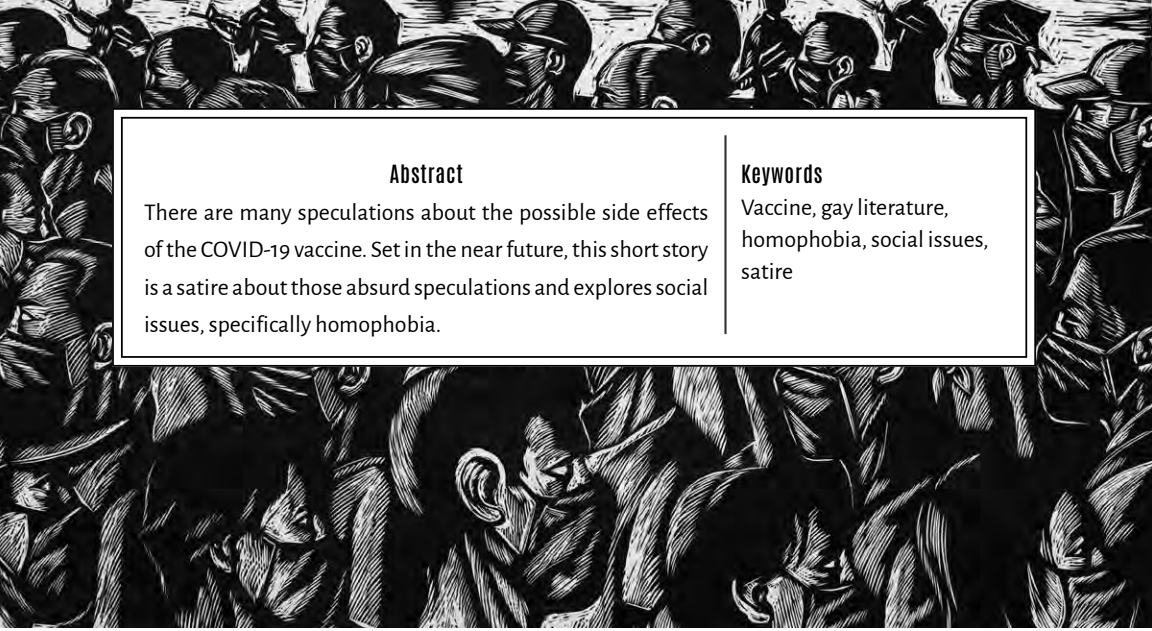 Abstract
There are many speculations about the possible side effects
of the COVID-19 vaccine. Set in the near future, this short story
is a satire about those absurd speculations and explores social
issues, specifically homophobia.
Keywords
Vaccine, gay literature,
homophobia, social issues,
satire